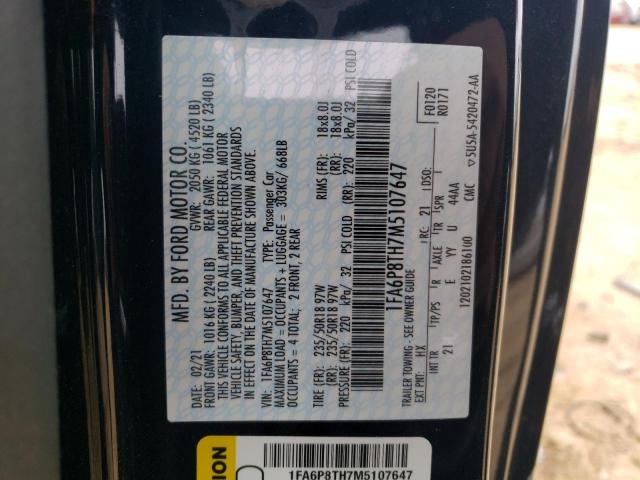 MFD. BY FORD MOTOR CO.
02/21 GVWR: 2050 KG ( 4520 LB)
FRONT GAWR: 1016 KG ( 2240 LB) REAR GAWR: 1061 KG ( 2340 LB)
THIS VEHICLE CONFORMS TO ALL APPLICABLE FEDERAL MOTOR
VEHICLE SAFETY, BUMPER, AND THEFT PREVENTION STANDARDS
IN EFFECT ON THE DATE OF MANUFACTURE SHOWN ABOVE.
VIN: 1FA6P8TH7M5107647 TYPE: Passenger Car
MAXIMUM LOAD = OCCUPANTS + LUGGAGE = 303KG/ 668LB
OCCUPANTS = 4 TOTAL; 2 FRONT, 2 REAR
TIRE (FR): 235/50R18 97W RIMS (FR): 18x8.0J
(RR): 235/50R18 97W (RR): 18x8.0J
PRESSURE (FR): 220 kPa/ 32 PSI COLD (RR): 220 kPa/ 32 PSI COLD
1FA6P8TH7M5107647
F0120
R0171
TRAILER TOWING - SEE OWNER GUIDE
EXT PNT: HX RC: 21 DSO:
INT TR TP/PS R AXLE TR SPR
21 E YY U 44AA
1202102186100 CMC
5U5A-5420472-AA
1FA6P8TH7M5107647